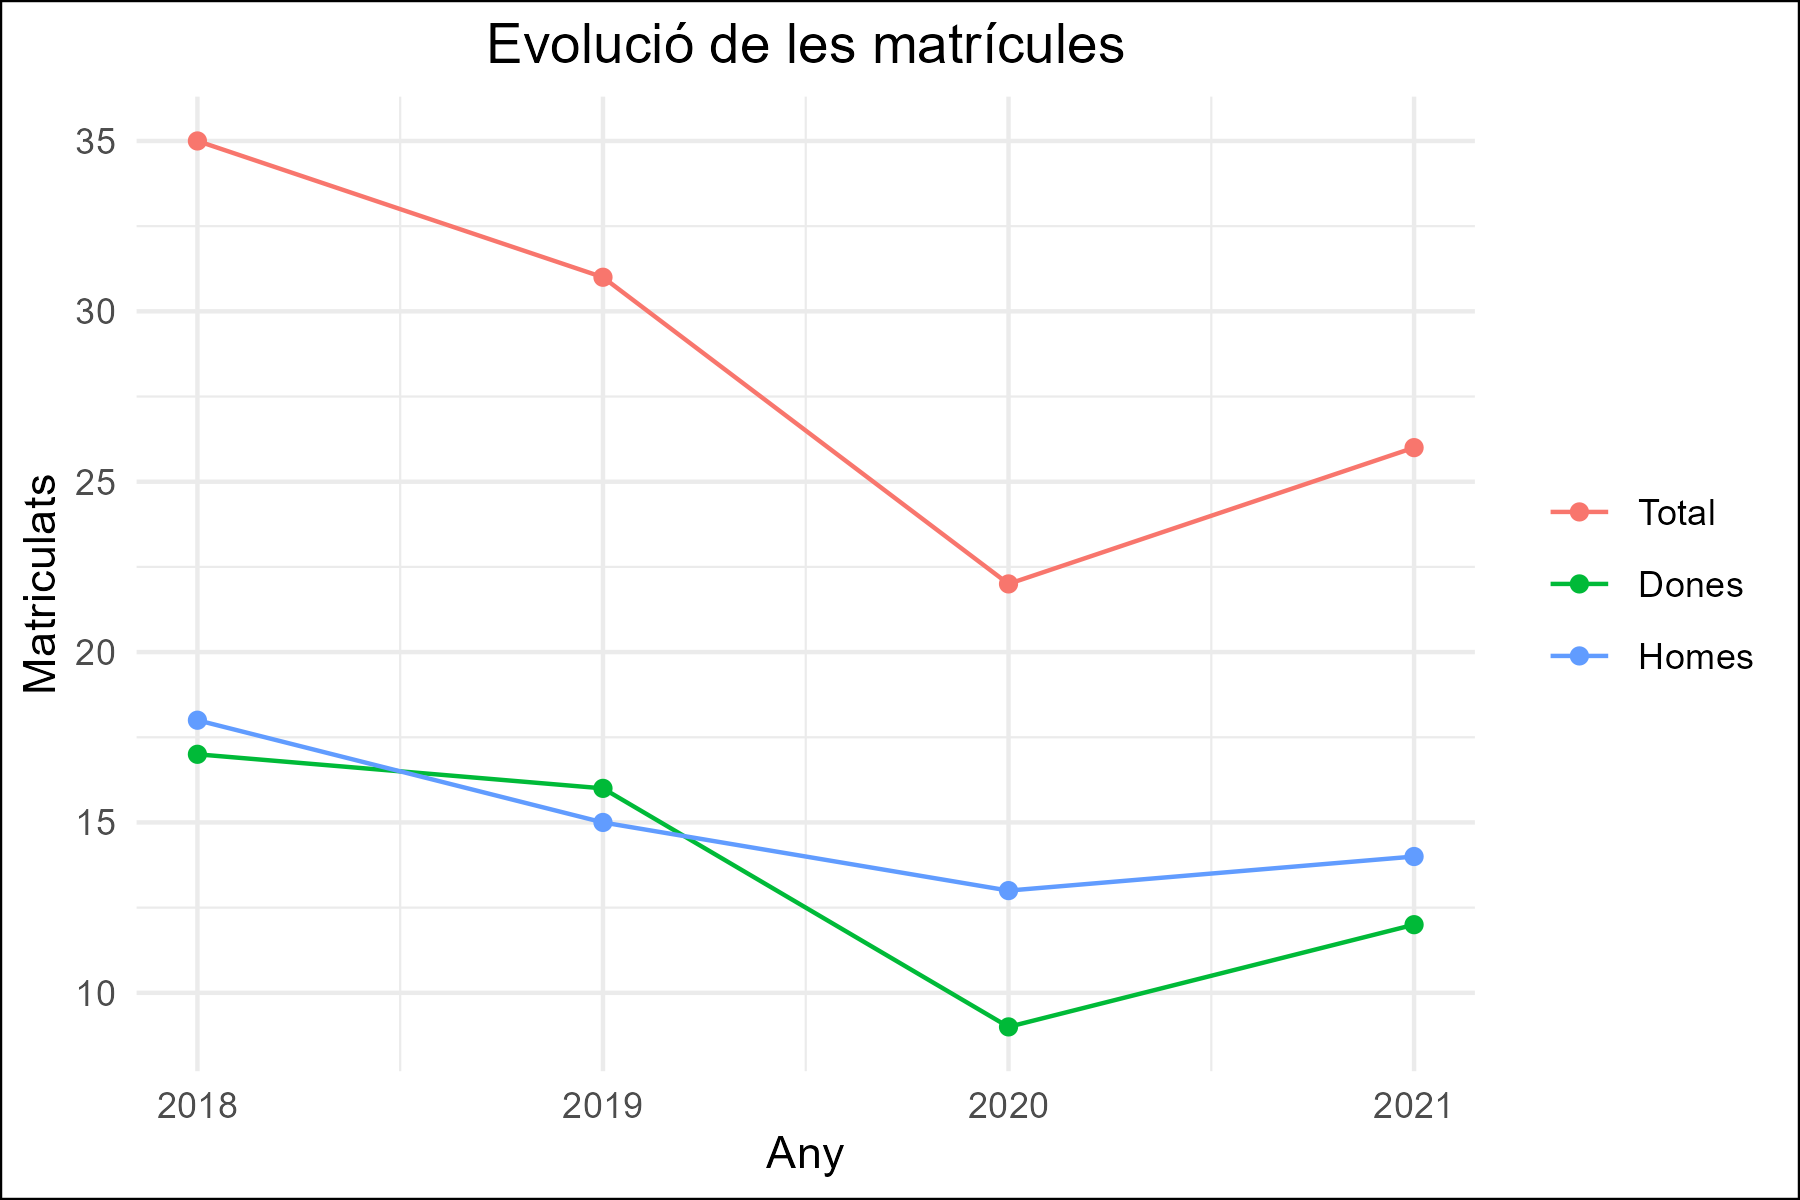 Evolució de les matrícules
35
30
25
20
15
10
Matriculats
2018
2019
2020
2021
Any
Total
Dones
Homes